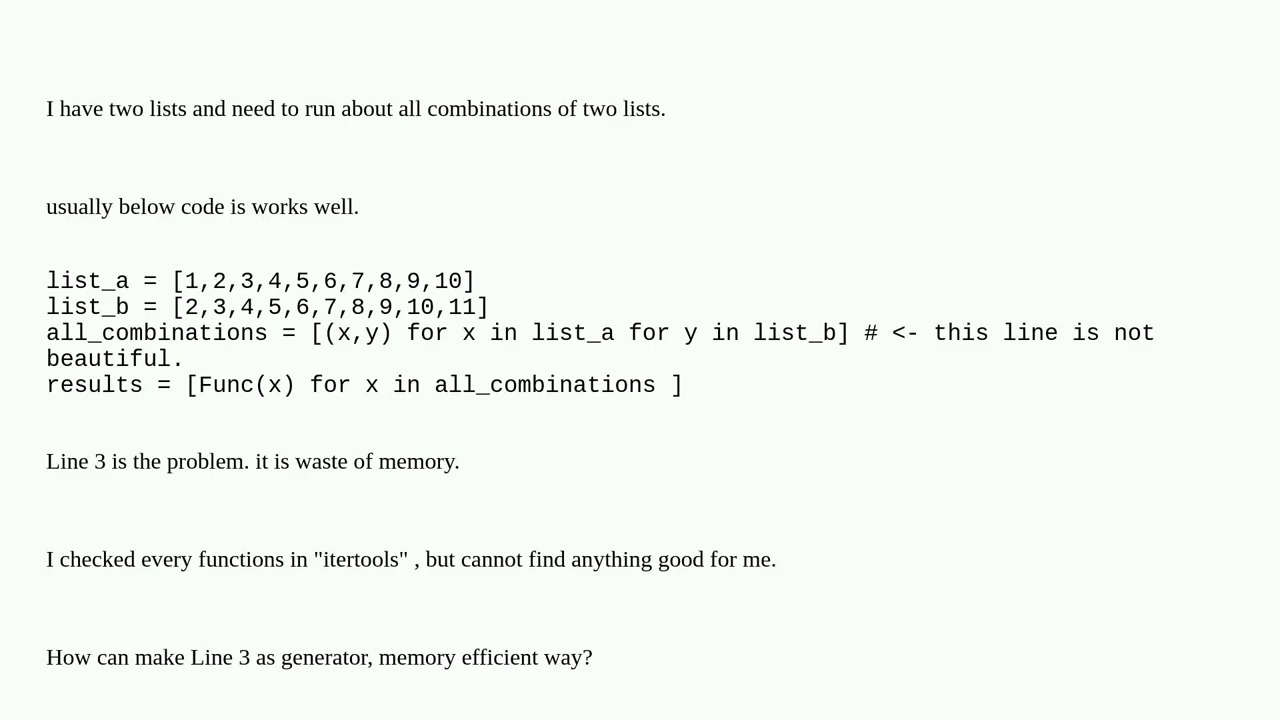 I have two lists and need to run about all combinations of two lists.
usually below code is works well.
list_a = [1,2,3,4,5,6,7,8,9,10]
list_b = [2,3,4,5,6,7,8,9,10,11]
all_combinations = [(x,y) for x in list_a for y in list_b] # <- this line is not
beautiful.
results = [Func(x) for x in all_combinations ]
Line 3 is the problem. it is waste of memory.
I checked every functions in "itertools" , but cannot find anything good for me.
How can make Line 3 as generator, memory efficient way?